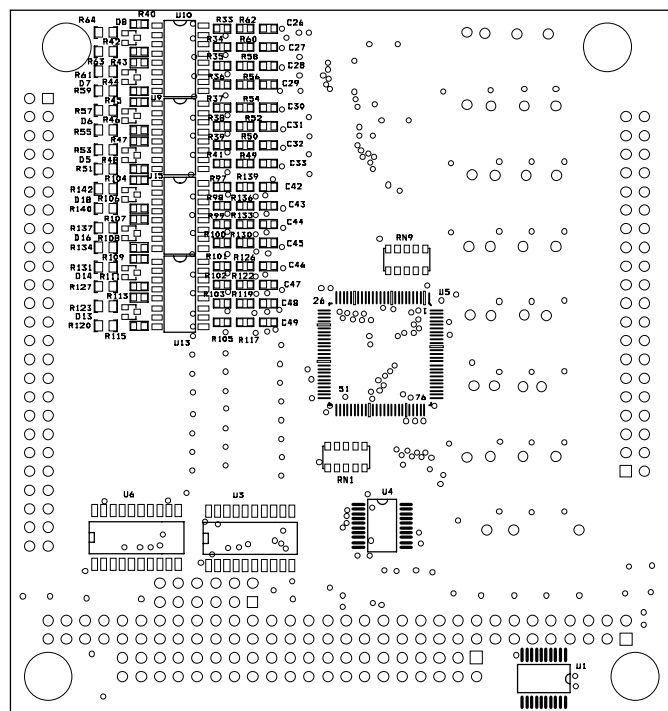 R64 D8 R40 U10 R33 R62 C26
R42 R34 R60 C27
R63 R43 R35 R58 C28
R61
D7 R44 R36 R56 C29
R59
R45 U9 R37 R54 C30
R57
D6 R46 R38 R52 C31
R55
R47 R39 R50 C32
R53
D5 R48 R41 R49 C33
R51
R104 U15 R97 R139 C42
R142
D18 R106 R98 R136 C43
R140
R107 R99 R133 C44
R137
D16 R108 R100 R130 C45
R134
R109 R101 R126 C46
R131
D14 R111 R102 R122 C47
R127
R113 R103 R119 C48
R123
D13 C49
R120
R115 U13 R105 R117
RN9
U5
26 1
51 76
RN1
U6 U3 U4
U1